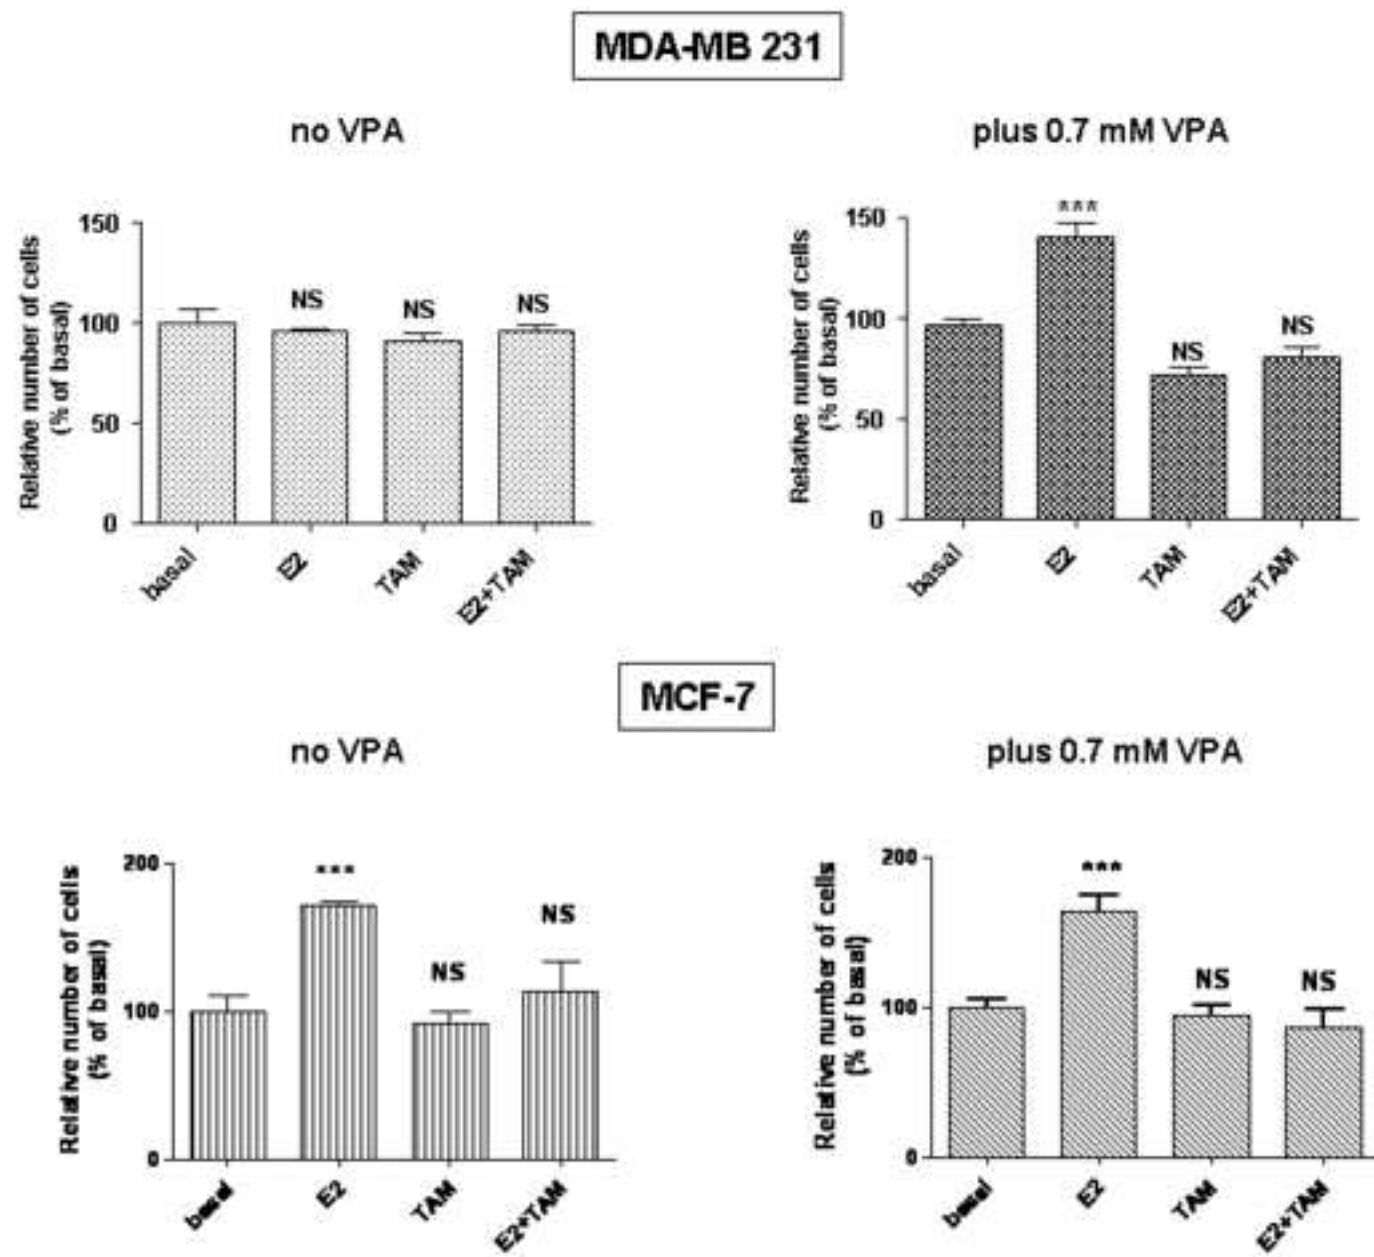 MDA-MB 231
no VPA
plus 0.7 mM VPA
Relative number of cells
(% of basal)
150
100
50
0
NS
NS
NS
basal
E2
TAM
E2+TAM
Relative number of cells
(% of basal)
150
100
50
0
***
NS
NS
basal
E2
TAM
E2+TAM
MCF-7
no VPA
plus 0.7 mM VPA
Relative number of cells
(% of basal)
200
100
0
***
NS
NS
basal
E2
TAM
E2+TAM
Relative number of cells
(% of basal)
200
100
0
***
NS
NS
basal
E2
TAM
E2+TAM